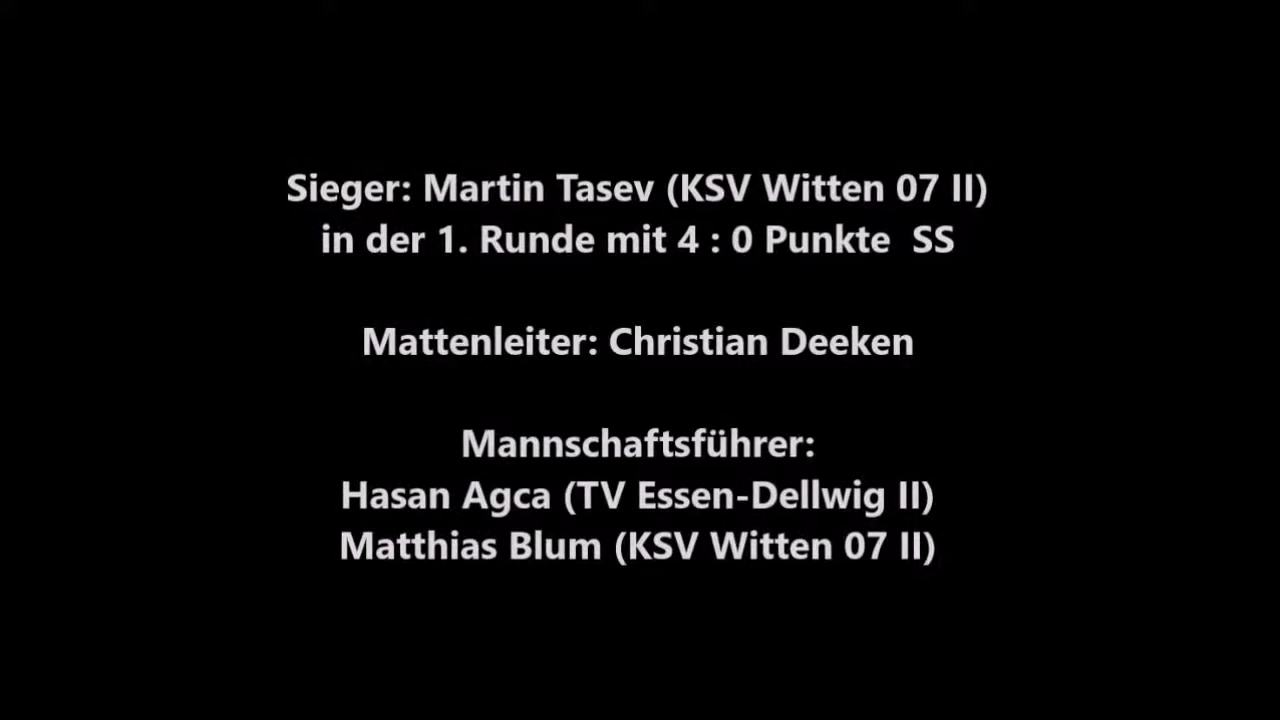 Sieger: Martin Tasev (KSV Witten 07 II)
in der 1. Runde mit 4 : 0 Punkte  SS
Mattenleiter: Christian Deeken
Mannschaftsführer:
Hasan Agca (TV Essen-Dellwig II)
Matthias Blum (KSV Witten 07 II)